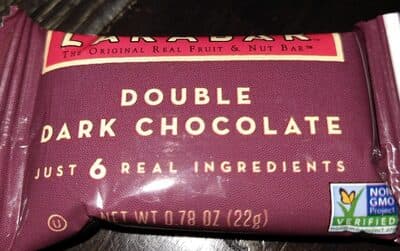 LÄRABAR
THE ORIGINAL REAL FRUIT & NUT BAR™
DOUBLE
DARK CHOCOLATE
JUST 6 REAL INGREDIENTS
NON
GMO
Project
VERIFIED
U
NET WT 0.78 OZ (22g)